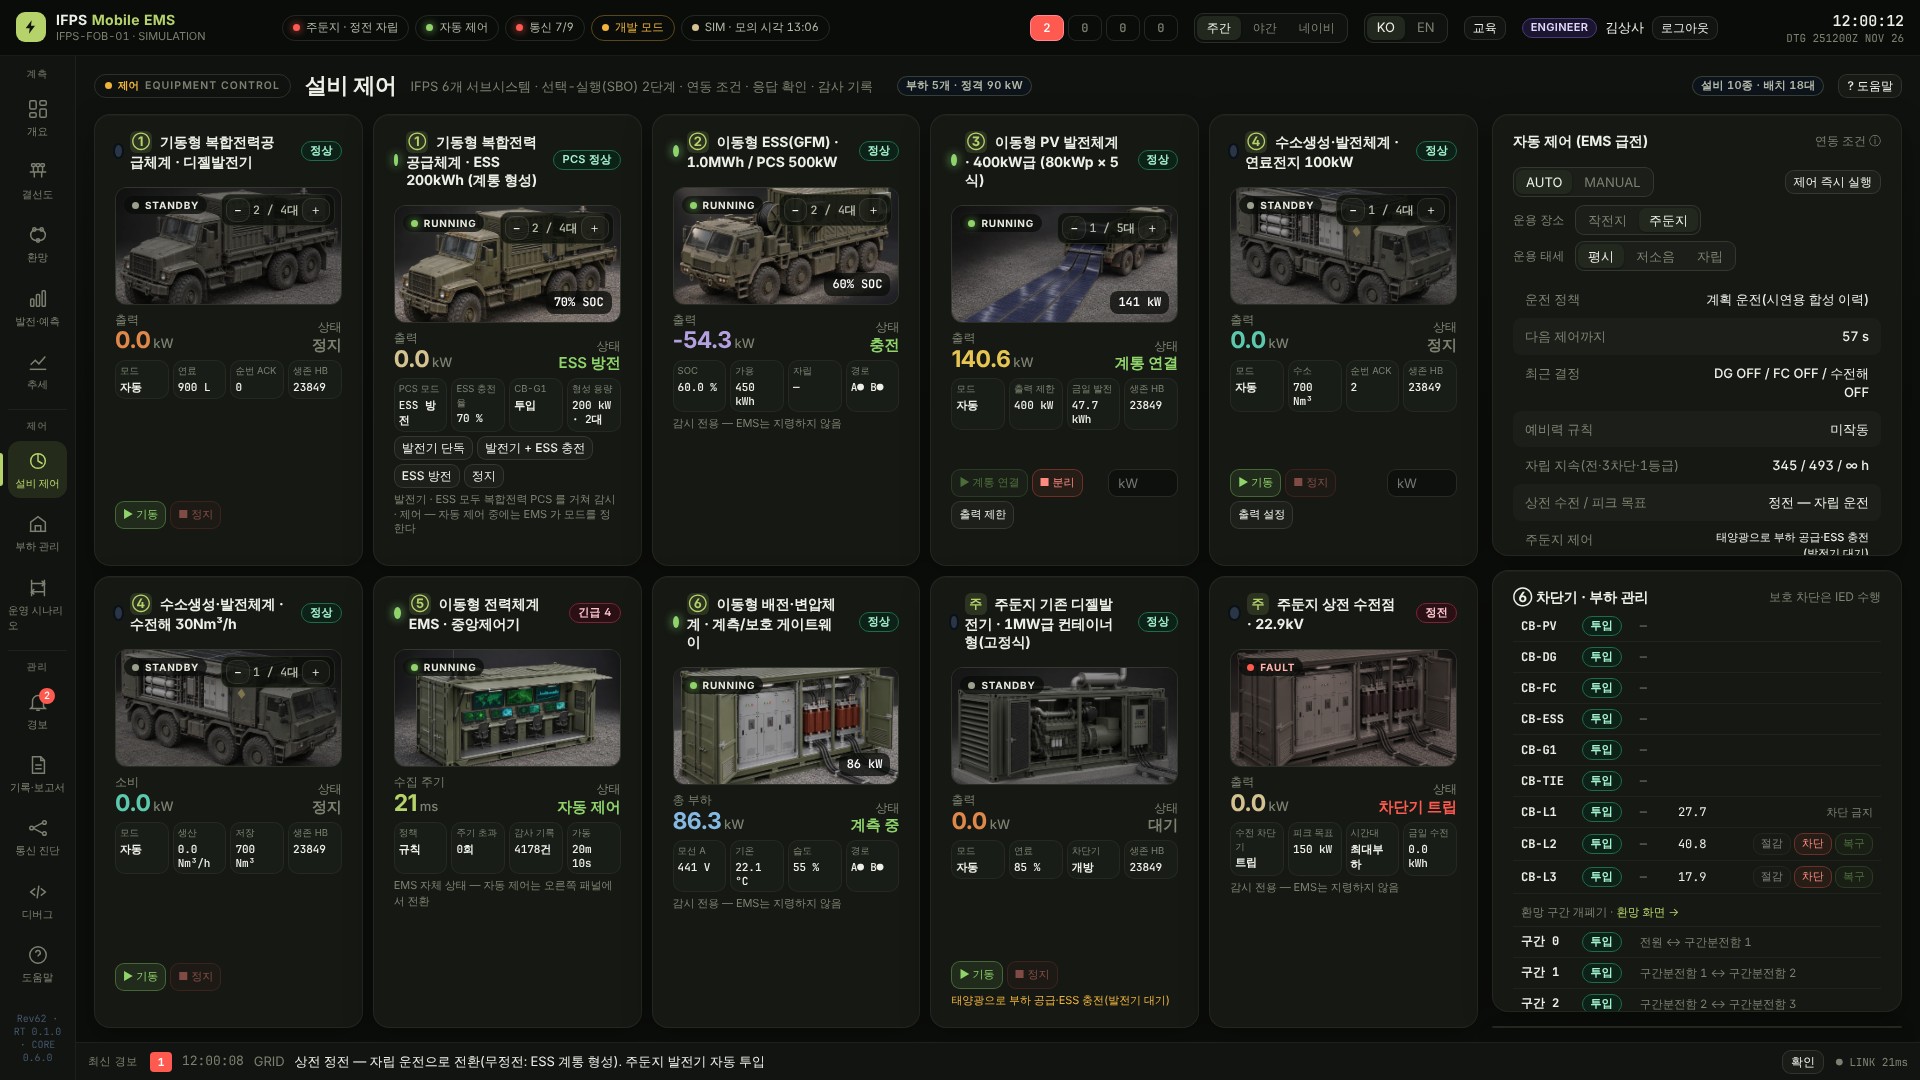 IFPS Mobile EMS
IFPS-FOB-01 · SIMULATION
주둔지 · 정전 자립
자동 제어
통신 7/9
개발 모드
SIM · 모의 시각 13:06
2 0 0 0
주간 야간 네이비
KO EN
교육
ENGINEER 김상사 로그아웃
12:00:12
DTG 251200Z NOV 26
계측
개요
결선도
환망
발전·예측
추세
제어
설비 제어
부하 관리
운영 시나리오
관리
2
경보
기록·보고서
통신 진단
디버그
도움말
Rev62 · RT 0.1.0 · CORE 0.6.0
제어 EQUIPMENT CONTROL
설비 제어
IFPS 6개 서브시스템 · 선택-실행(SBO) 2단계 · 연동 조건 · 응답 확인 · 감사 기록
부하 5개 · 정격 90 kW
설비 10종 · 배치 18대
? 도움말
① 기동형 복합전력공급체계 · 디젤발전기
정상
STANDBY
− 2 / 4대 +
출력
0.0 kW
상태
정지
모드 자동
연료 900 L
순번 ACK 0
생존 HB 23849
▶ 기동
■ 정지
① 기동형 복합전력공급체계 · ESS 200kWh (계통 형성)
PCS 정상
RUNNING
− 2 / 4대 +
70% SOC
출력
0.0 kW
상태
ESS 방전
PCS 모드 ESS 방전
ESS 충전율 70 %
CB-G1 투입
형성 용량 200 kW · 2대
발전기 단독
발전기 + ESS 충전
ESS 방전
정지
발전기 · ESS 모두 복합전력 PCS 를 거쳐 감시 · 제어 — 자동 제어 중에는 EMS 가 모드를 정한다
② 이동형 ESS(GFM) · 1.0MWh / PCS 500kW
정상
RUNNING
− 2 / 4대 +
60% SOC
출력
-54.3 kW
상태
충전
SOC 60.0 %
가용 450 kWh
자립 —
경로 A● B●
감시 전용 — EMS는 지령하지 않음
③ 이동형 PV 발전체계 · 400kW급 (80kWp × 5식)
정상
RUNNING
− 1 / 5대 +
141 kW
출력
140.6 kW
상태
계통 연결
모드 자동
출력 제한 400 kW
금일 발전 47.7 kWh
생존 HB 23849
▶ 계통 연결
■ 분리
kW
출력 제한
④ 수소생성·발전체계 · 연료전지 100kW
정상
STANDBY
− 1 / 4대 +
출력
0.0 kW
상태
정지
모드 자동
수소 700 Nm³
순번 ACK 2
생존 HB 23849
▶ 기동
■ 정지
kW
출력 설정
④ 수소생성·발전체계 · 수전해 30Nm³/h
정상
STANDBY
− 1 / 4대 +
소비
0.0 kW
상태
정지
모드 자동
생산 0.0 Nm³/h
저장 700 Nm³
생존 HB 23849
▶ 기동
■ 정지
⑤ 이동형 전력체계 EMS · 중앙제어기
긴급 4
RUNNING
수집 주기
21 ms
상태
자동 제어
정책 규칙
주기 초과 0회
감사 기록 4178건
가동 20m 10s
EMS 자체 상태 — 자동 제어는 오른쪽 패널에서 전환
⑥ 이동형 배전·변압체계 · 계측/보호 게이트웨이
정상
RUNNING
86 kW
총 부하
86.3 kW
상태
계측 중
모선 A 441 V
기온 22.1 °C
습도 55 %
경로 A● B●
감시 전용 — EMS는 지령하지 않음
주 주둔지 기존 디젤발전기 · 1MW급 컨테이너형(고정식)
정상
STANDBY
출력
0.0 kW
상태
대기
모드 자동
연료 85 %
차단기 개방
생존 HB 23849
▶ 기동
■ 정지
태양광으로 부하 공급·ESS 충전(발전기 대기)
주 주둔지 상전 수전점 · 22.9kV
정전
FAULT
출력
0.0 kW
상태
차단기 트립
수전 차단기 트립
피크 목표 150 kW
시간대 최대부하
금일 수전 0.0 kWh
감시 전용 — EMS는 지령하지 않음
자동 제어 (EMS 급전)
연동 조건 ⓘ
AUTO MANUAL
제어 즉시 실행
운용 장소 작전지 주둔지
운용 태세 평시 저소음 자립
운전 정책 계획 운전(시연용 합성 이력)
다음 제어까지 57 s
최근 결정 DG OFF / FC OFF / 수전해 OFF
예비력 규칙 미작동
자립 지속(전·3차단·1등급) 345 / 493 / ∞ h
상전 수전 / 피크 목표 정전 — 자립 운전
주둔지 제어 태양광으로 부하 공급·ESS 충전(발전기 대기)
⑥ 차단기 · 부하 관리
보호 차단은 IED 수행
CB-PV 투입 —
CB-DG 투입 —
CB-FC 투입 —
CB-ESS 투입 —
CB-G1 투입 —
CB-TIE 투입 —
CB-L1 투입 — 27.7 차단 금지
CB-L2 투입 — 40.8 절감 차단 복구
CB-L3 투입 — 17.9 절감 차단 복구
환망 구간 개폐기 · 환망 화면 →
구간 0 투입 전원 ↔ 구간분전함 1
구간 1 투입 구간분전함 1 ↔ 구간분전함 2
구간 2 투입 구간분전함 2 ↔ 구간분전함 3
최신 경보 1 12:00:08 GRID 상전 정전 — 자립 운전으로 전환(무정전: ESS 계통 형성). 주둔지 발전기 자동 투입
확인
LINK 21ms